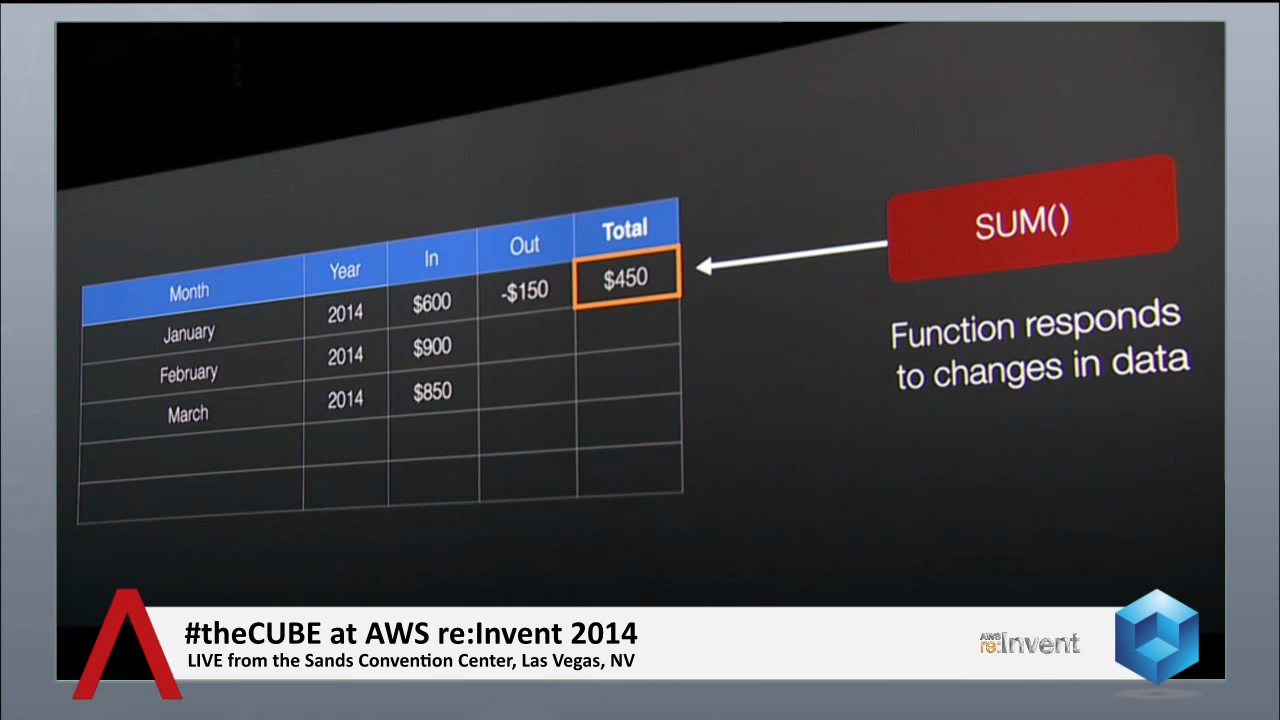 Month Year In Out Total
January 2014 $600 -$150 $450
February 2014 $900
March 2014 $850
SUM()
Function responds
to changes in data
#theCUBE at AWS re:Invent 2014
LIVE from the Sands Convention Center, Las Vegas, NV
AWS
re:Invent